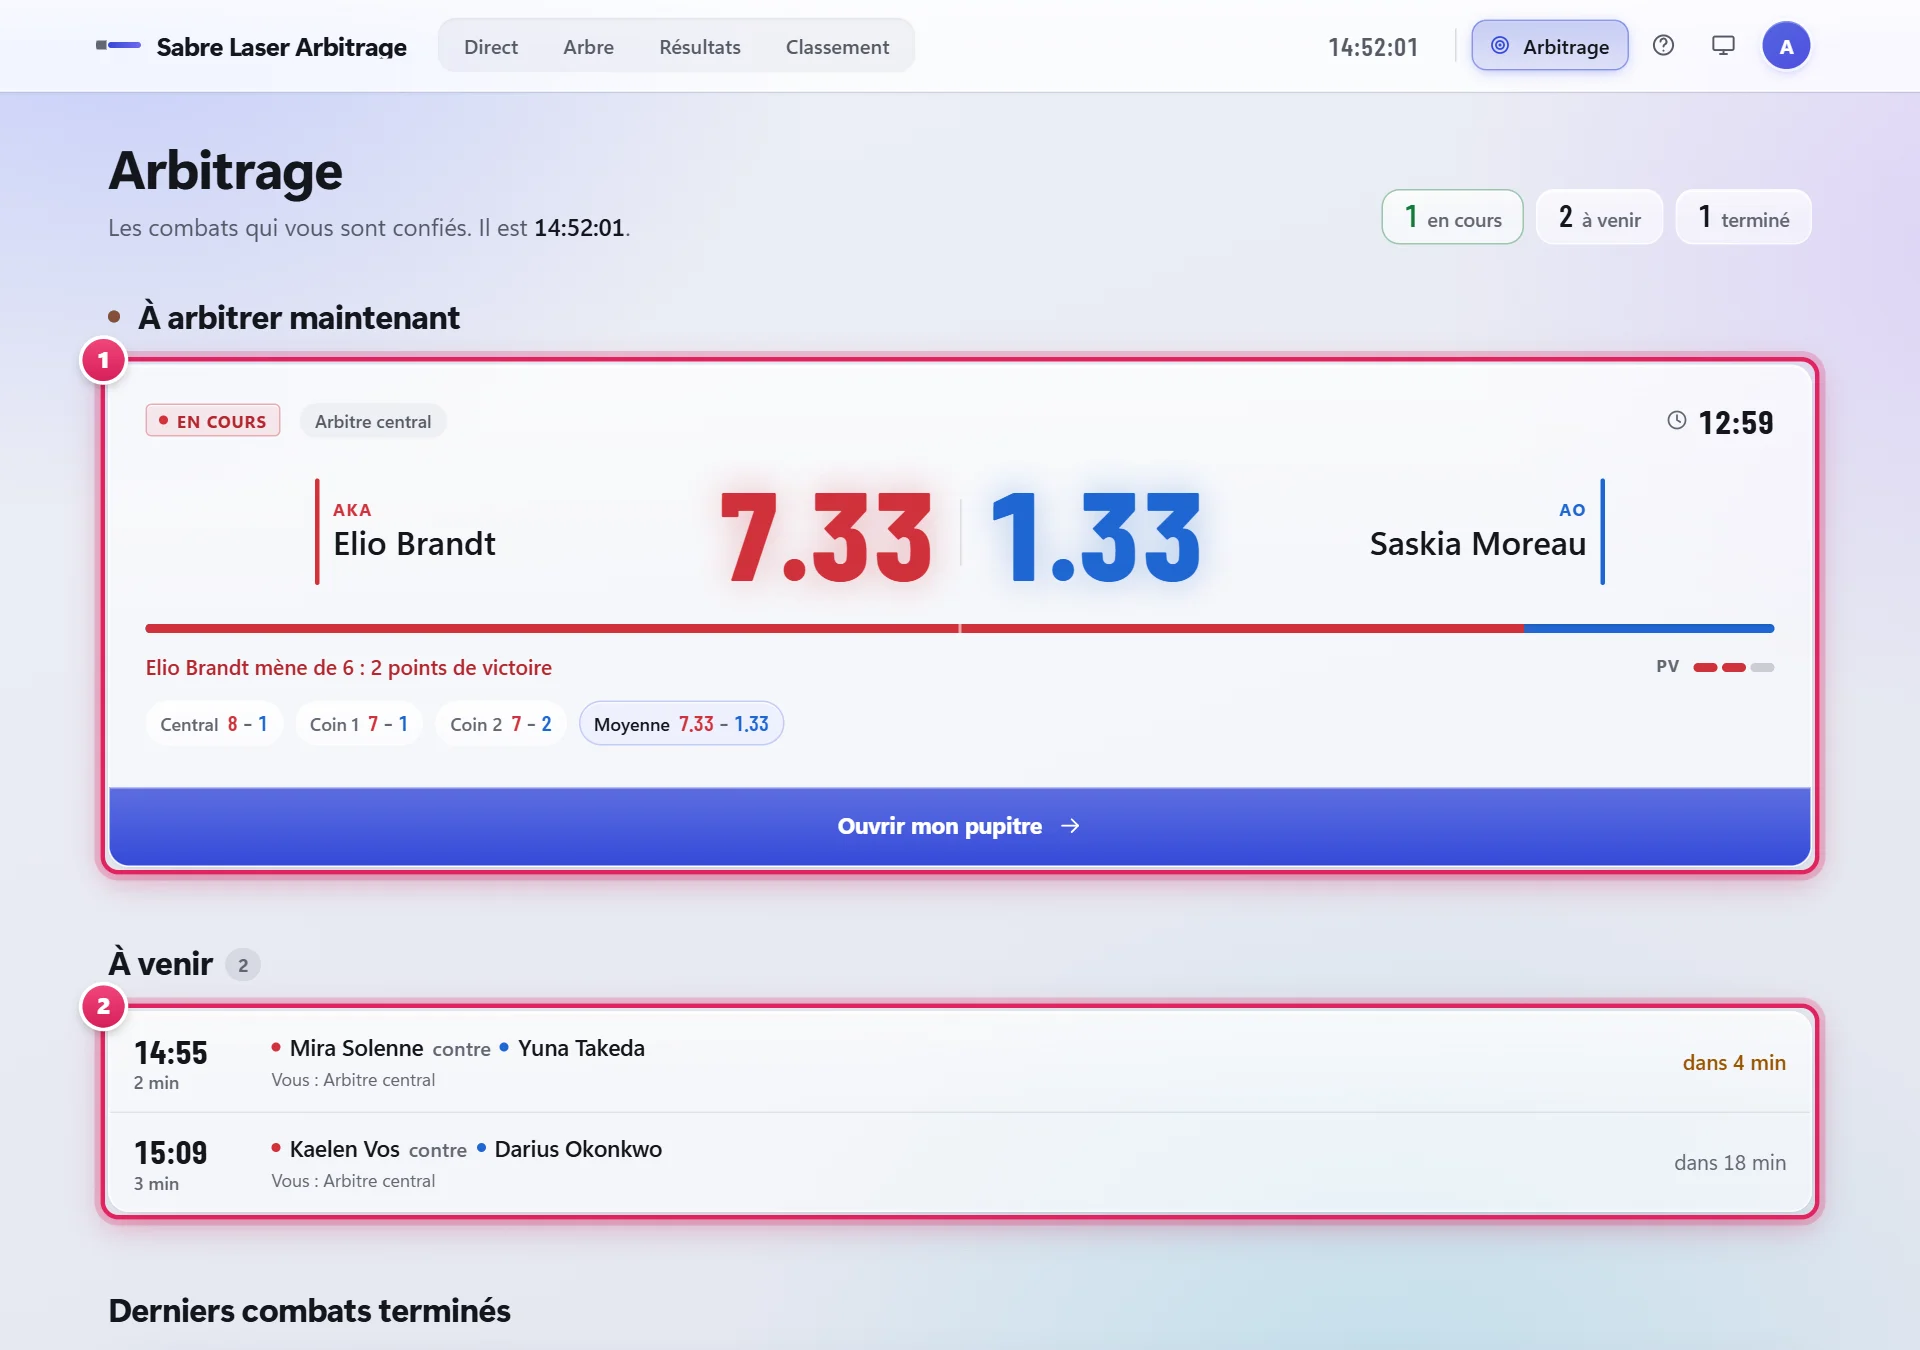 Sabre Laser Arbitrage
Direct
Arbre
Résultats
Classement
14:52:01
Arbitrage
A
Arbitrage
Les combats qui vous sont confiés. Il est 14:52:01.
1 en cours
2 à venir
1 terminé
À arbitrer maintenant
1
EN COURS
Arbitre central
12:59
AKA
Elio Brandt
7.33
1.33
AO
Saskia Moreau
Elio Brandt mène de 6 : 2 points de victoire
PV
Central 8 – 1
Coin 1 7 – 1
Coin 2 7 – 2
Moyenne 7.33 – 1.33
Ouvrir mon pupitre →
À venir 2
2
14:55
2 min
Mira Solenne contre Yuna Takeda
Vous : Arbitre central
dans 4 min
15:09
3 min
Kaelen Vos contre Darius Okonkwo
Vous : Arbitre central
dans 18 min
Derniers combats terminés